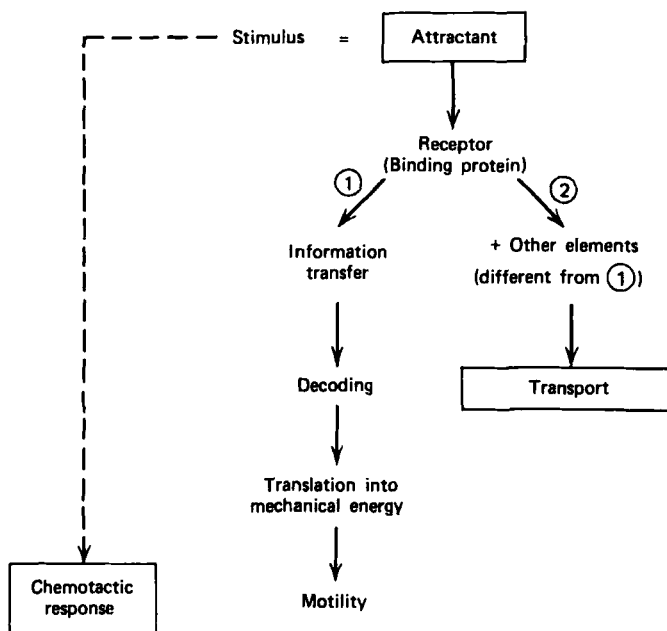 Stimulus = Attractant
Receptor
(Binding protein)
① ②
Information
transfer
+ Other elements
(different from ①)
Decoding
Transport
Translation into
mechanical energy
Chemotactic
response
Motility